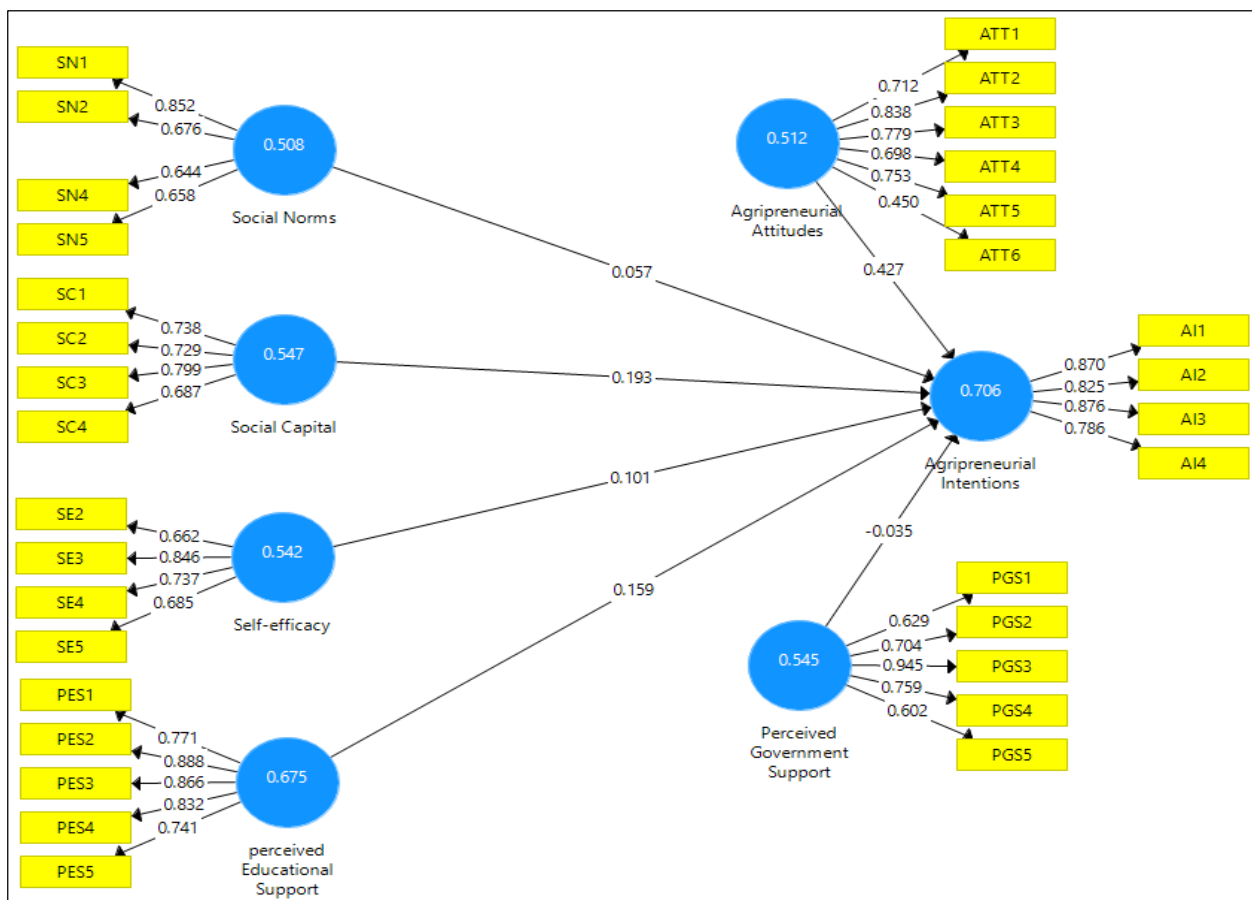 SN1
SN2
SN4
SN5
0.852
0.676
0.644
0.658
0.508
Social Norms
0.057
SC1
SC2
SC3
SC4
0.738
0.729
0.799
0.687
0.547
Social Capital
0.193
SE2
SE3
SE4
SE5
0.662
0.846
0.737
0.685
0.542
Self-efficacy
0.101
PES1
PES2
PES3
PES4
PES5
0.771
0.888
0.866
0.832
0.741
0.675
perceived
Educational
Support
0.159
0.512
Agripreneurial
Attitudes
0.712
0.838
0.779
0.698
0.753
0.450
ATT1
ATT2
ATT3
ATT4
ATT5
ATT6
0.427
0.706
Agripreneurial
Intentions
0.870
0.825
0.876
0.786
AI1
AI2
AI3
AI4
-0.035
0.545
Perceived
Government
Support
0.629
0.704
0.945
0.759
0.602
PGS1
PGS2
PGS3
PGS4
PGS5